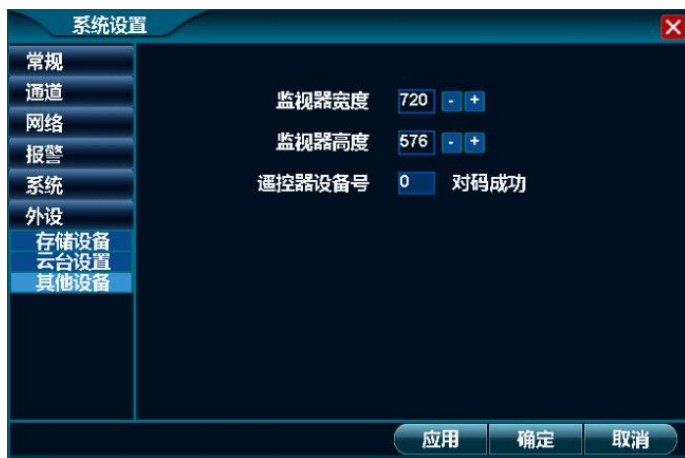 系统设置
常规
通道
网络
报警
系统
外设
存储设备
云台设置
其他设备
监视器宽度 720 - +
监视器高度 576 - +
遥控器设备号 0 对码成功
应用 确定 取消